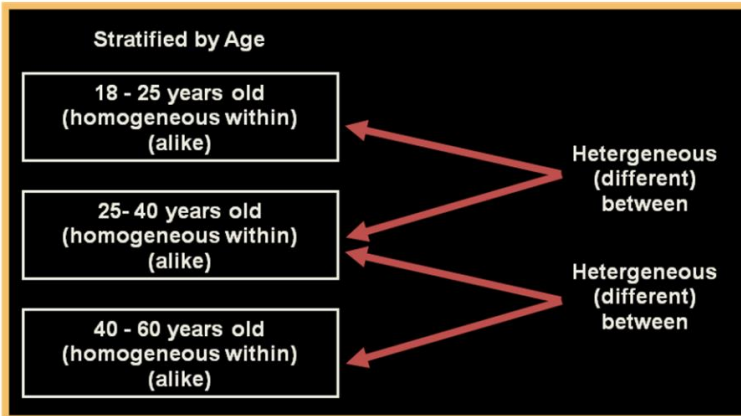 Stratified by Age
18 - 25 years old
(homogeneous within)
(alike)
Hetergeneous
(different)
between
25- 40 years old
(homogeneous within)
(alike)
Hetergeneous
(different)
between
40 - 60 years old
(homogeneous within)
(alike)